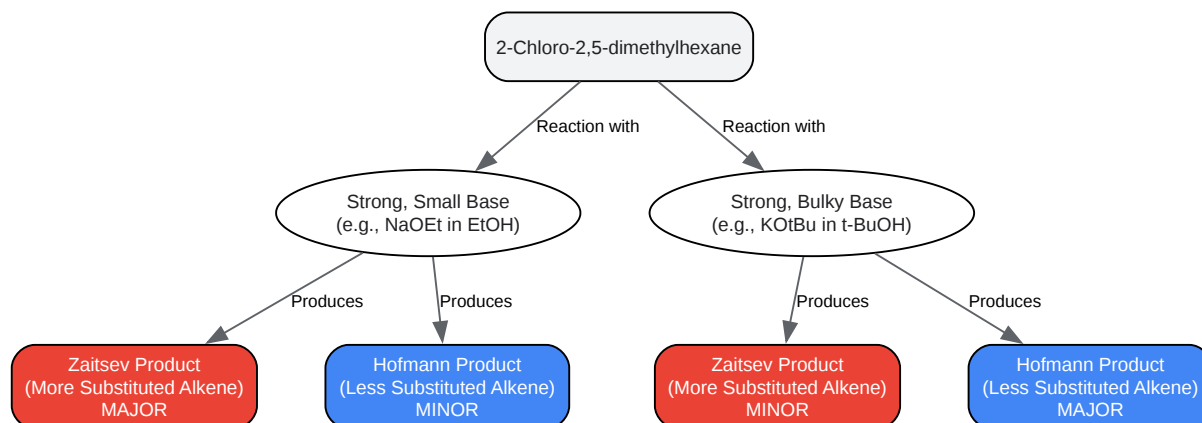 2-Chloro-2,5-dimethylhexane
Reaction with
Reaction with
Strong, Small Base
(e.g., NaOEt in EtOH)
Strong, Bulky Base
(e.g., KOtBu in t-BuOH)
Produces
Produces
Produces
Produces
Zaitsev Product
(More Substituted Alkene)
MAJOR
Hofmann Product
(Less Substituted Alkene)
MINOR
Zaitsev Product
(More Substituted Alkene)
MINOR
Hofmann Product
(Less Substituted Alkene)
MAJOR